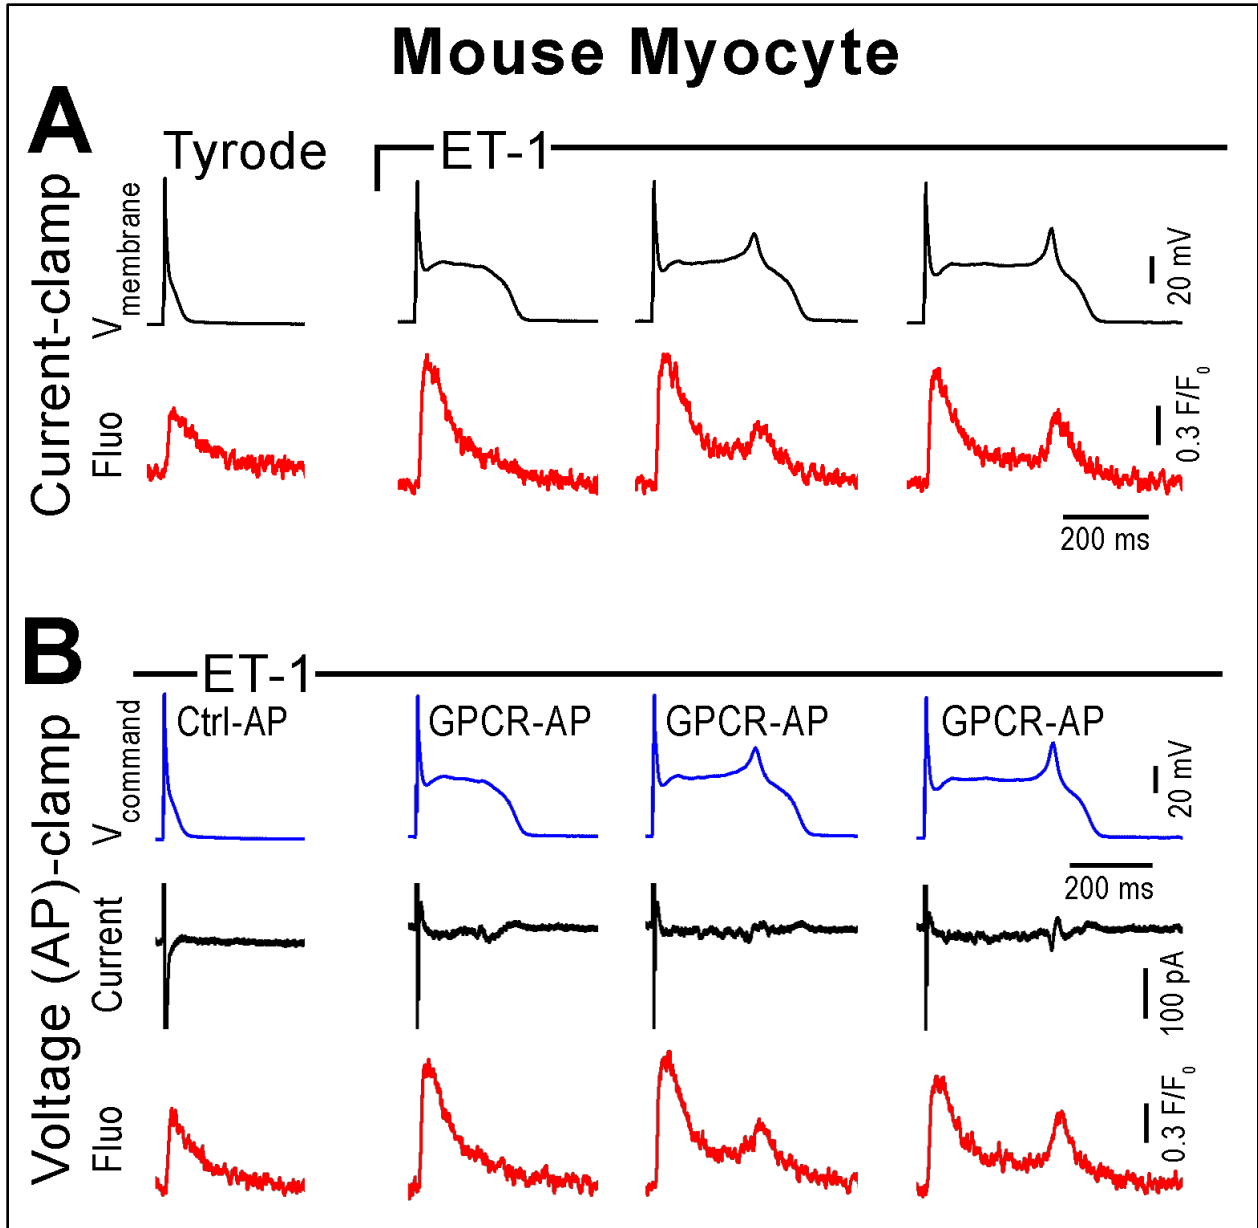 Mouse Myocyte
A
Current-clamp
Tyrode
ET-1
Vmembrane
20 mV
Fluo
0.3 F/F0
200 ms
B
Voltage (AP)-clamp
ET-1
Ctrl-AP
GPCR-AP
GPCR-AP
GPCR-AP
Vcommand
20 mV
200 ms
Current
100 pA
Fluo
0.3 F/F0